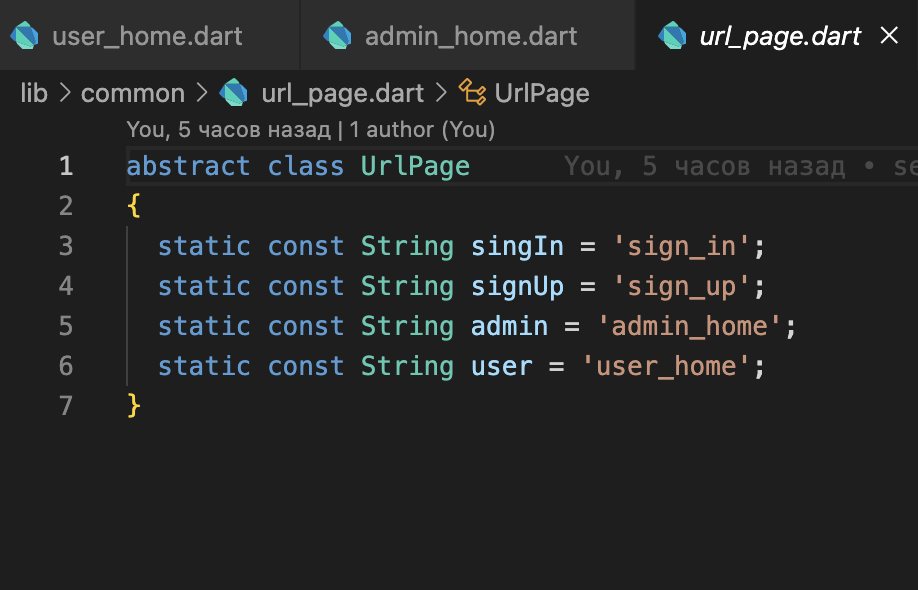 user_home.dart admin_home.dart url_page.dart
lib > common > url_page.dart > UrlPage
You, 5 часов назад | 1 author (You)
1 abstract class UrlPage You, 5 часов назад •
2 {
3 static const String singIn = 'sign_in';
4 static const String signUp = 'sign_up';
5 static const String admin = 'admin_home';
6 static const String user = 'user_home';
7 }